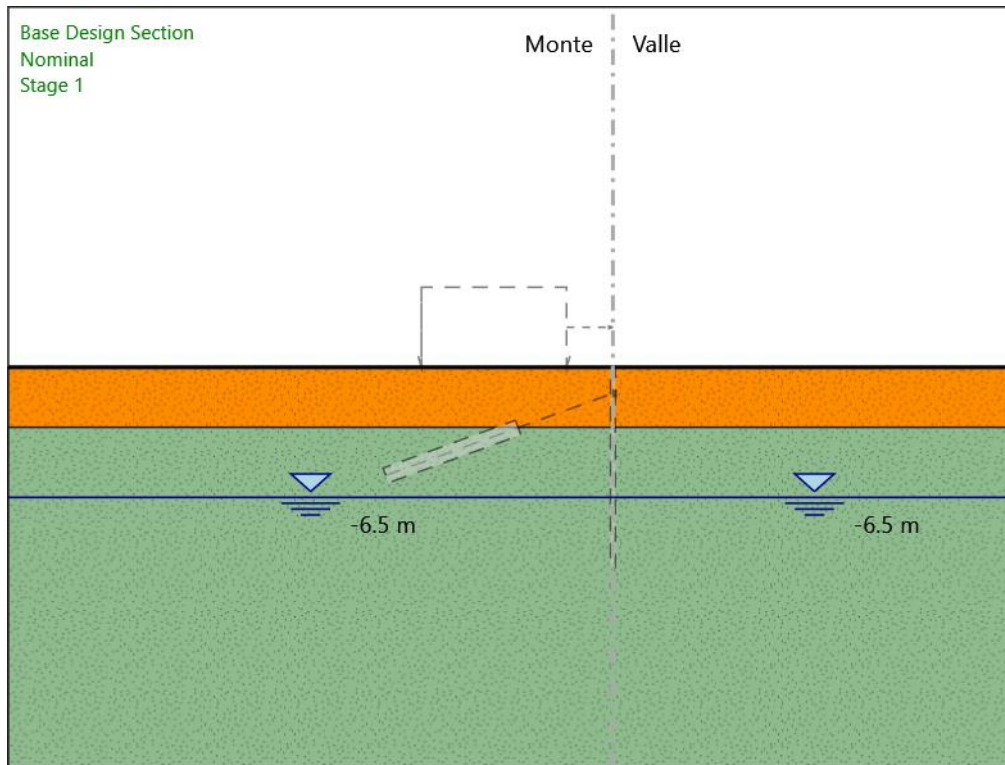 Base Design Section
Nominal
Stage 1
Monte
Valle
-6.5 m
-6.5 m